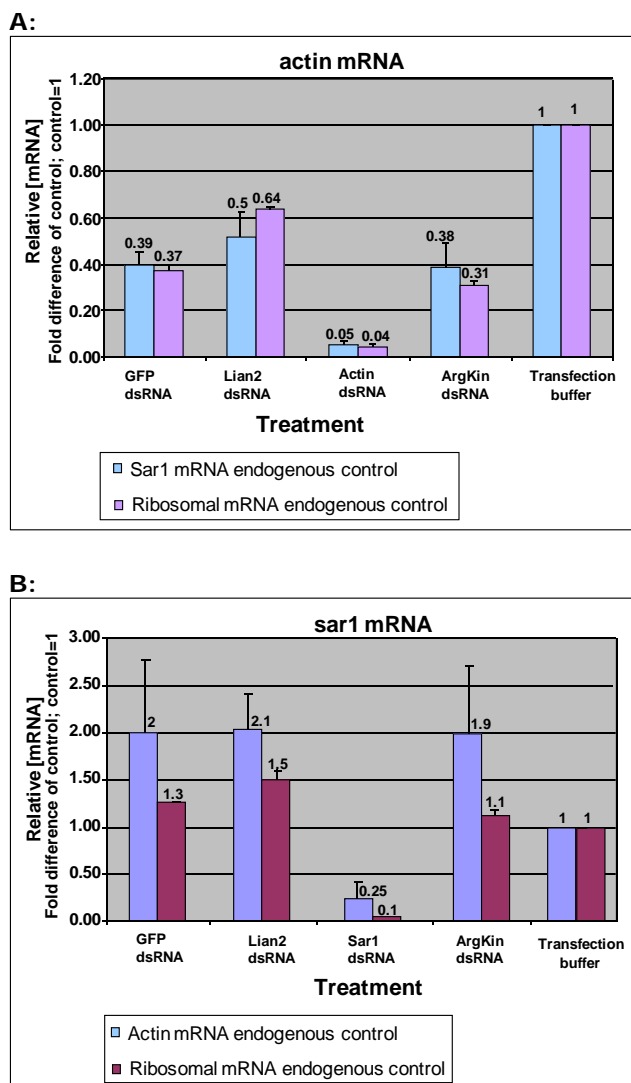 A:
actin mRNA
Relative [mRNA]
Fold difference of control; control=1
1.20
1.00
0.80
0.60
0.40
0.20
0.00
0.39
0.37
0.5
0.64
0.05
0.04
0.38
0.31
1
1
GFP
dsRNA
Lian2
dsRNA
Actin
dsRNA
ArgKin
dsRNA
Transfection
buffer
Treatment
Sar1 mRNA endogenous control
Ribosomal mRNA endogenous control
B:
sar1 mRNA
Relative [mRNA]
Fold difference of control; control=1
3.00
2.50
2.00
1.50
1.00
0.50
0.00
2
1.3
2.1
1.5
0.25
0.1
1.9
1.1
1
1
GFP
dsRNA
Lian2
dsRNA
Sar1
dsRNA
ArgKin
dsRNA
Transfection
buffer
Treatment
Actin mRNA endogenous control
Ribosomal mRNA endogenous control